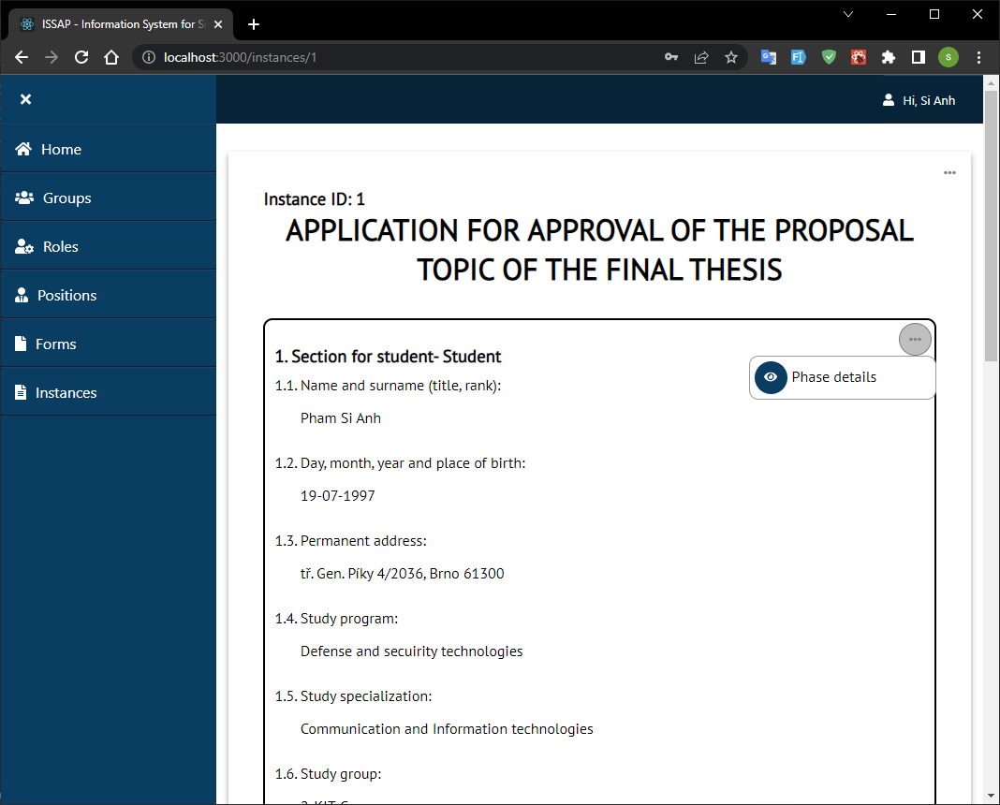 ISSAP - Information System for S
localhost:3000/instances/1
S
Hi, Si Anh
Home
Groups
Roles
Positions
Forms
Instances
Instance ID: 1
APPLICATION FOR APPROVAL OF THE PROPOSAL
TOPIC OF THE FINAL THESIS
1. Section for student- Student
Phase details
1.1. Name and surname (title, rank):
Pham Si Anh
1.2. Day, month, year and place of birth:
19-07-1997
1.3. Permanent address:
tř. Gen. Píky 4/2036, Brno 61300
1.4. Study program:
Defense and secuirity technologies
1.5. Study specialization:
Communication and Information technologies
1.6. Study group: